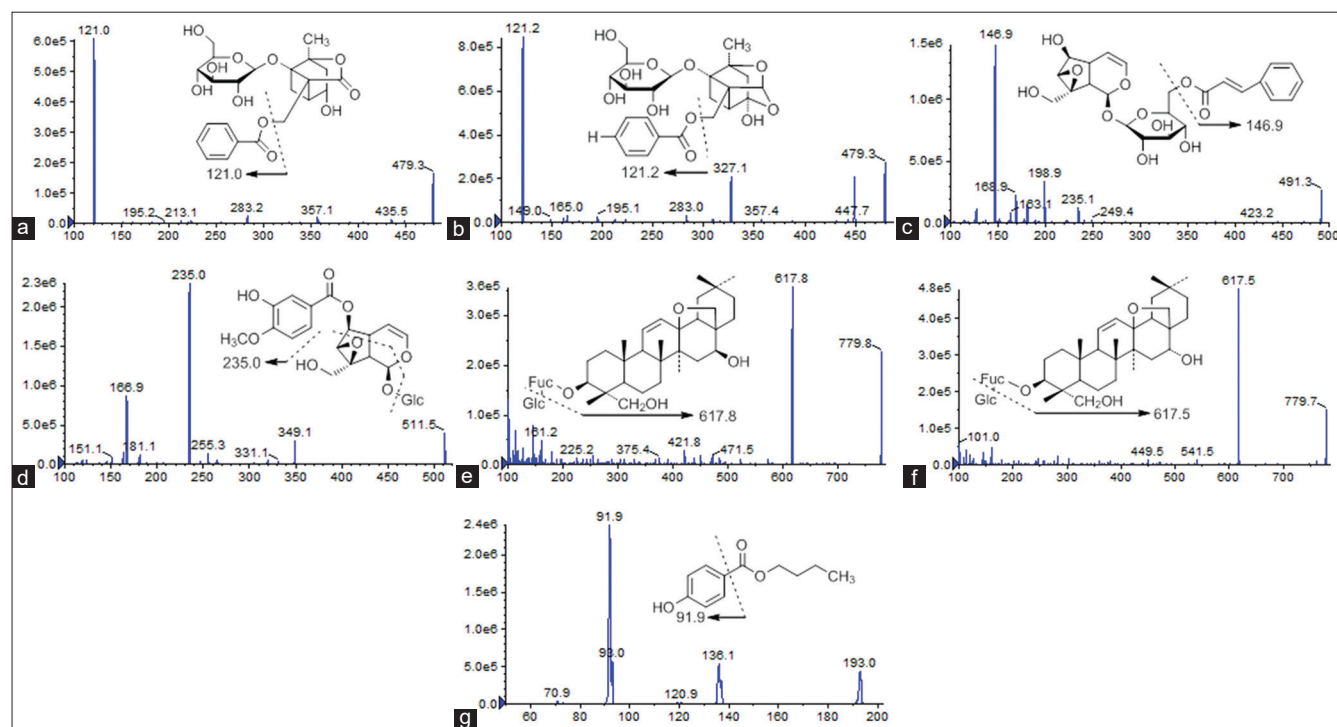 6.0e5
5.0e5
4.0e5
3.0e5
2.0e5
1.0e5
0.0
121.0
HO
CH₃
O
O
O
OH
HO
OH
O
O
OH
O
O
121.0
195.2
213.1
283.2
357.1
435.5
479.3
a
100 150 200 250 300 350 400 450
8.0e5
6.0e5
4.0e5
2.0e5
0.0
121.2
HO
CH₃
O
O
O
OH
HO
OH
O
O
OH
H
O
O
121.2
327.1
479.3
149.0
165.0
195.1
283.0
357.4
447.7
b
100 150 200 250 300 350 400 450
1.5e6
1.0e6
5.0e5
0.0
146.9
HO
O
O
HO
O
O
O
O
OH
OH
OH
146.9
168.9
183.1
198.9
235.1
249.4
423.2
491.3
c
100 150 200 250 300 350 400 450 500
2.3e6
2.0e6
1.5e6
1.0e6
5.0e5
0.0
235.0
HO
O
O
H₃CO
O
O
HO
O
Glc
235.0
166.9
151.1
181.1
255.3
331.1
349.1
511.5
d
100 150 200 250 300 350 400 450 500
3.6e5
3.0e5
2.0e5
1.0e5
0.0
617.8
O
OH
Fuc
O
Glc
CH₂OH
617.8
779.8
161.2
225.2
375.4
421.8
471.5
e
100 200 300 400 500 600 700
4.8e5
4.0e5
3.0e5
2.0e5
1.0e5
0.0
617.5
O
OH
Fuc
O
Glc
CH₂OH
617.5
779.7
101.0
449.5
541.5
f
100 200 300 400 500 600 700
2.4e6
2.0e6
1.5e6
1.0e6
5.0e5
0.0
91.9
O
O
CH₃
HO
91.9
93.0
136.1
193.0
70.9
120.9
g
60 80 100 120 140 160 180 200